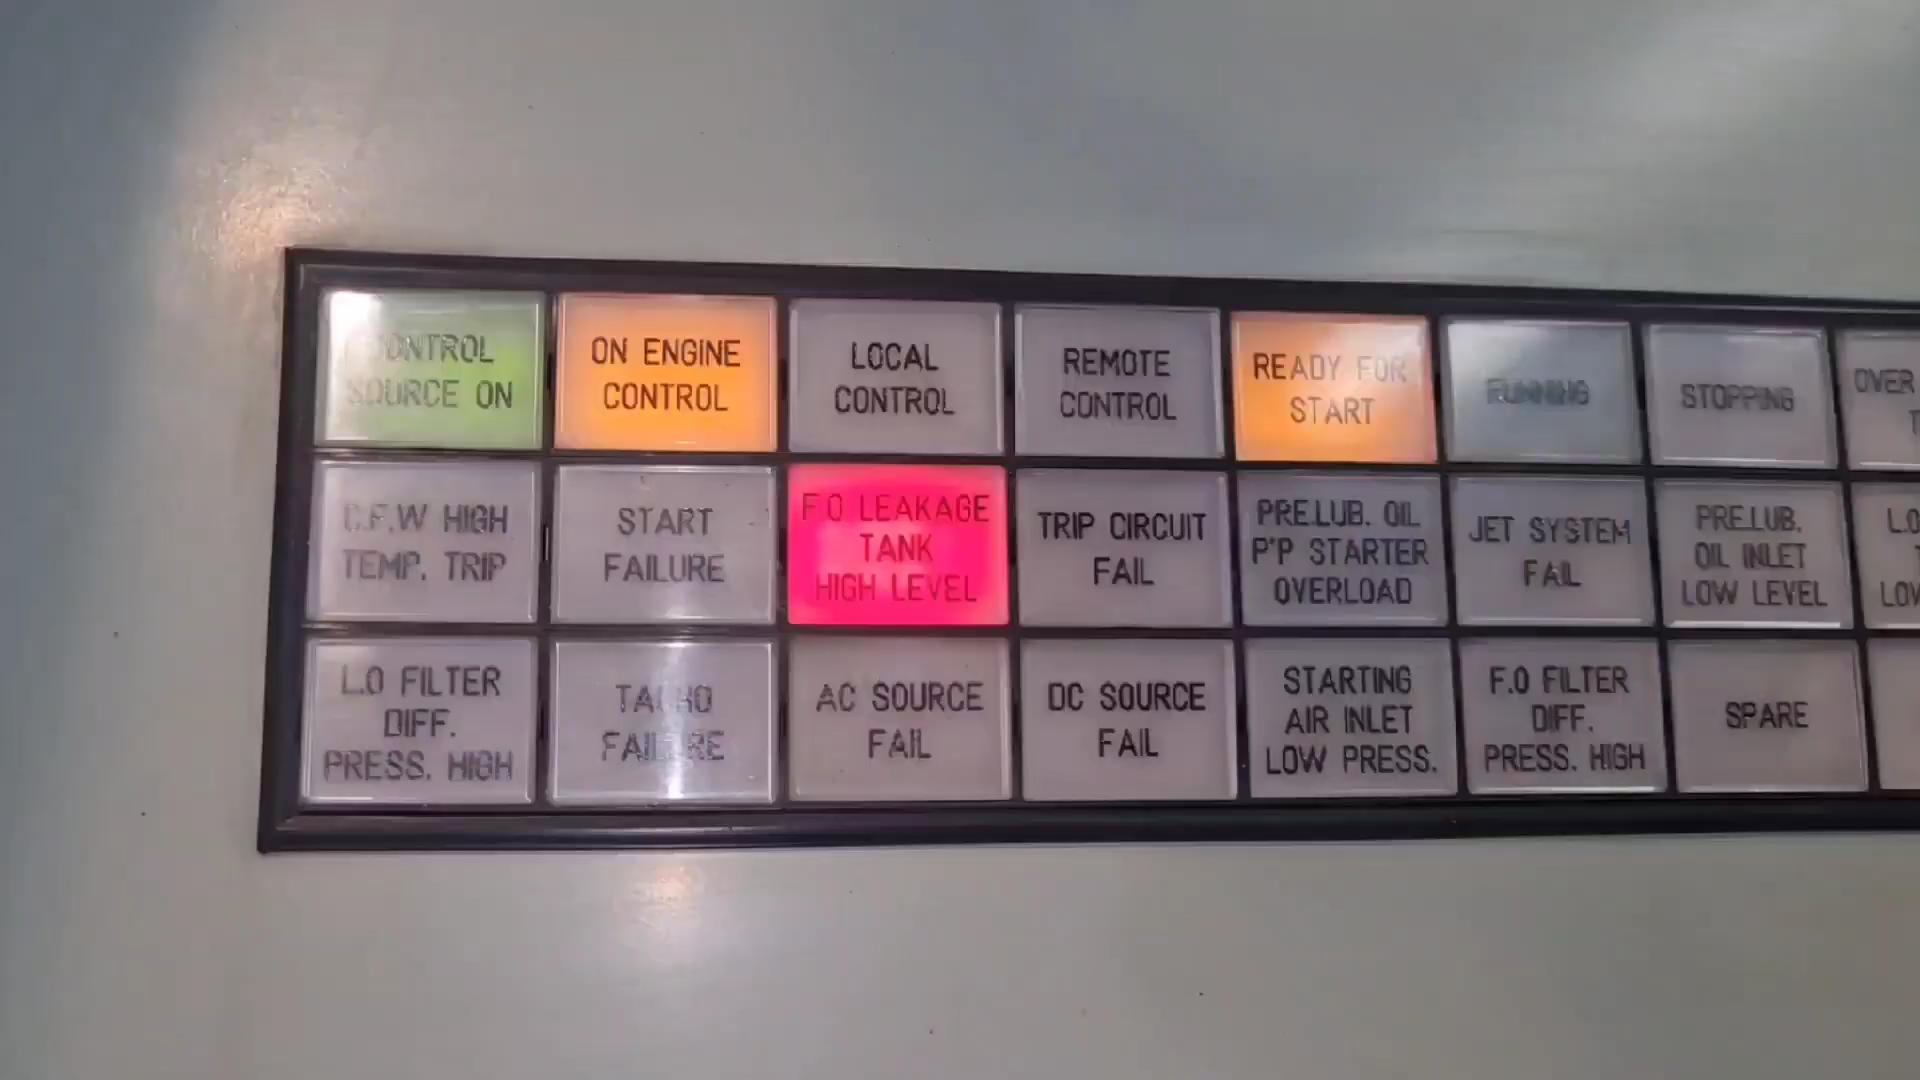 CONTROL
SOURCE ON
ON ENGINE
CONTROL
LOCAL
CONTROL
REMOTE
CONTROL
READY FOR
START
RUNNING
STOPPING
OVER
C.F.W HIGH
TEMP. TRIP
START
FAILURE
F.O LEAKAGE
TANK
HIGH LEVEL
TRIP CIRCUIT
FAIL
PRE.LUB. OIL
P'P STARTER
OVERLOAD
JET SYSTEM
FAIL
PRE.LUB.
OIL INLET
LOW LEVEL
L.O
L.O FILTER
DIFF.
PRESS. HIGH
TACHO
FAILURE
AC SOURCE
FAIL
DC SOURCE
FAIL
STARTING
AIR INLET
LOW PRESS.
F.O FILTER
DIFF.
PRESS. HIGH
SPARE